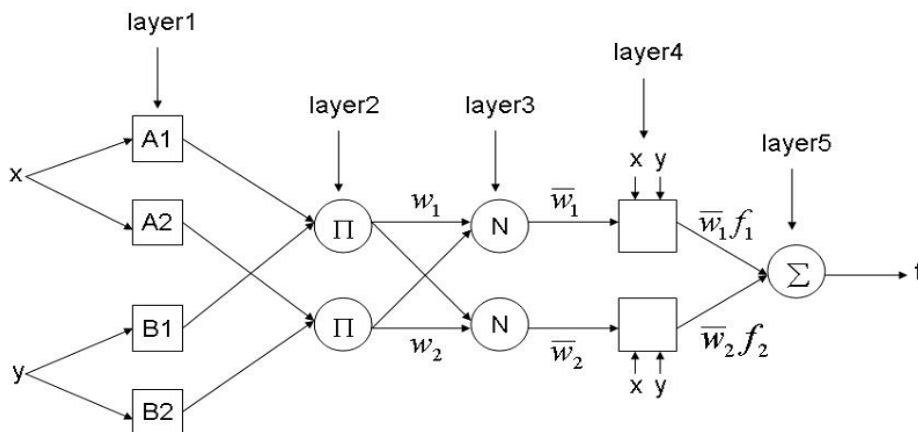 layer1
layer2
layer3
layer4
layer5
x
A1
A2
y
B1
B2
Π
Π
w₁
w₂
N
N
w̅₁
w̅₂
x y
x y
w̅₁f₁
w̅₂f₂
Σ
f